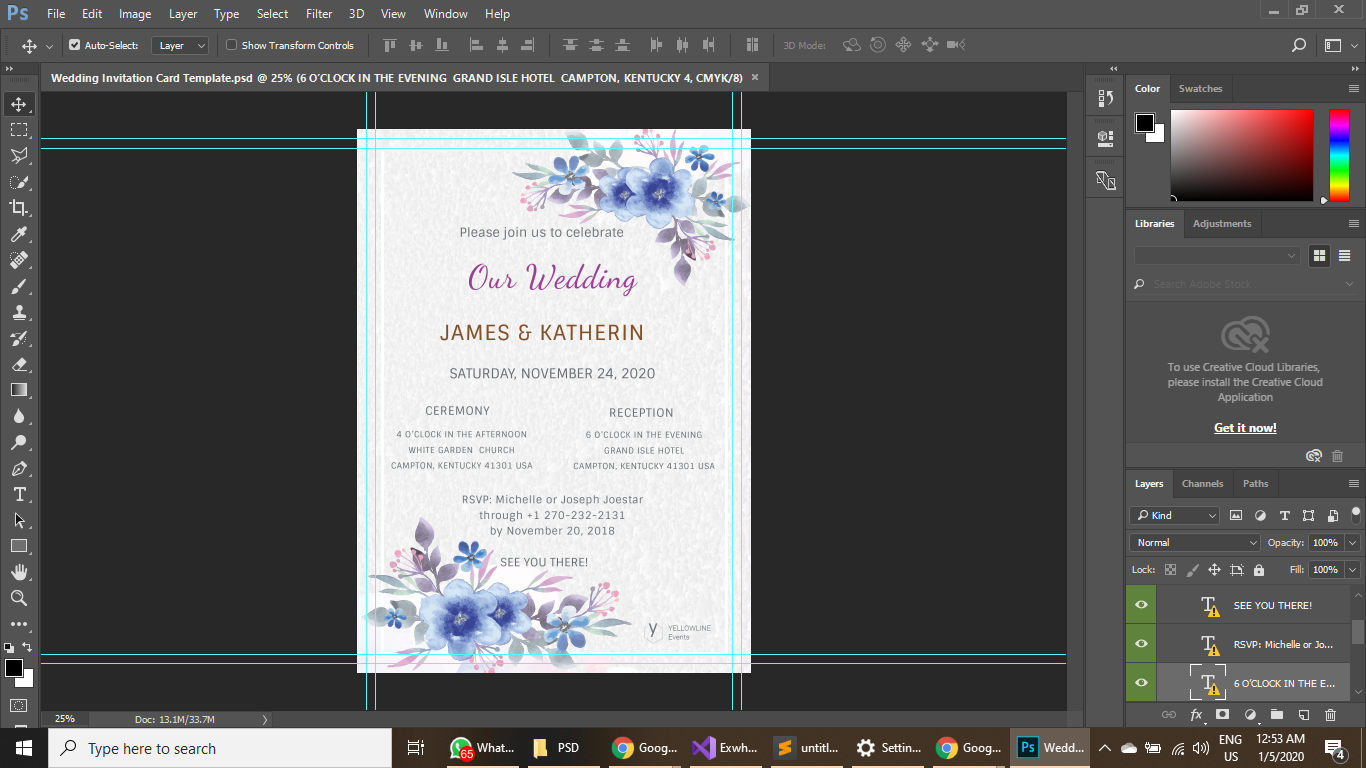 Ps File Edit Image Layer Type Select Filter 3D View Window Help
Auto-Select: Layer Show Transform Controls 3D Mode:
Wedding Invitation Card Template.psd @ 25% (6 O'CLOCK IN THE EVENING GRAND ISLE HOTEL CAMPTON, KENTUCKY 4, CMYK/8) ×
Please join us to celebrate
Our Wedding
JAMES & KATHERIN
SATURDAY, NOVEMBER 24, 2020
CEREMONY
4 O'CLOCK IN THE AFTERNOON
WHITE GARDEN CHURCH
CAMPTON, KENTUCKY 41301 USA
RECEPTION
6 O'CLOCK IN THE EVENING
GRAND ISLE HOTEL
CAMPTON, KENTUCKY 41301 USA
RSVP: Michelle or Joseph Joestar
through +1 270-232-2131
by November 20, 2018
SEE YOU THERE!
Y YELLOWLINE
Events
Color Swatches
Libraries Adjustments
Search Adobe Stock
To use Creative Cloud Libraries,
please install the Creative Cloud
Application
Get it now!
Layers Channels Paths
Kind
Normal Opacity: 100%
Lock: Fill: 100%
SEE YOU THERE!
RSVP: Michelle or Jo...
6 O'CLOCK IN THE E...
25% Doc: 13.1M/33.7M
Type here to search
65 What... PSD Goog... Exwh... untitl... Settin... Goog... Ps Wedd...
ENG
US
12:53 AM
1/5/2020
4